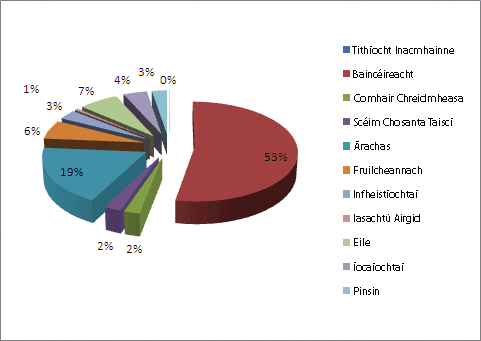 1%
3%
6%
7%
4%
3%
0%
53%
19%
2%
2%
Tithíocht Inacmhainne
Baincéireacht
Comhair Chreidmheasa
Scéim Chosanta Taiscí
Árachas
Fruilcheannach
Infheistíochtaí
Iasachtú Airgid
Eile
Íocaíochtaí
Pinsin